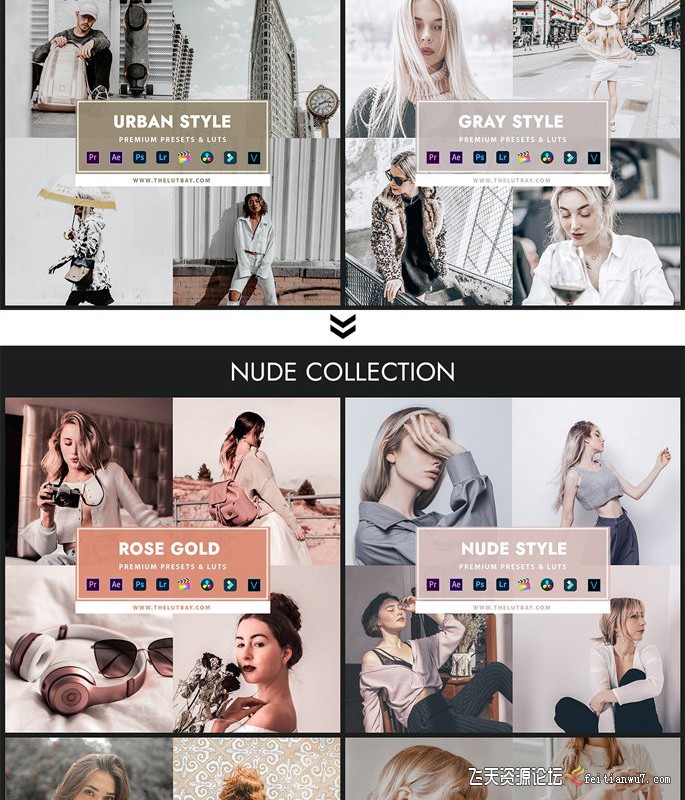 URBAN STYLE
PREMIUM PRESETS & LUTS
Pr Ae Ps Lr V
WWW.THELUTBAY.COM
GRAY STYLE
PREMIUM PRESETS & LUTS
Pr Ae Ps Lr V
WWW.THELUTBAY.COM
NUDE COLLECTION
ROSE GOLD
PREMIUM PRESETS & LUTS
Pr Ae Ps Lr V
WWW.THELUTBAY.COM
NUDE STYLE
PREMIUM PRESETS & LUTS
Pr Ae Ps Lr V
WWW.THELUTBAY.COM
飞天资源论坛 feitianwu7.com